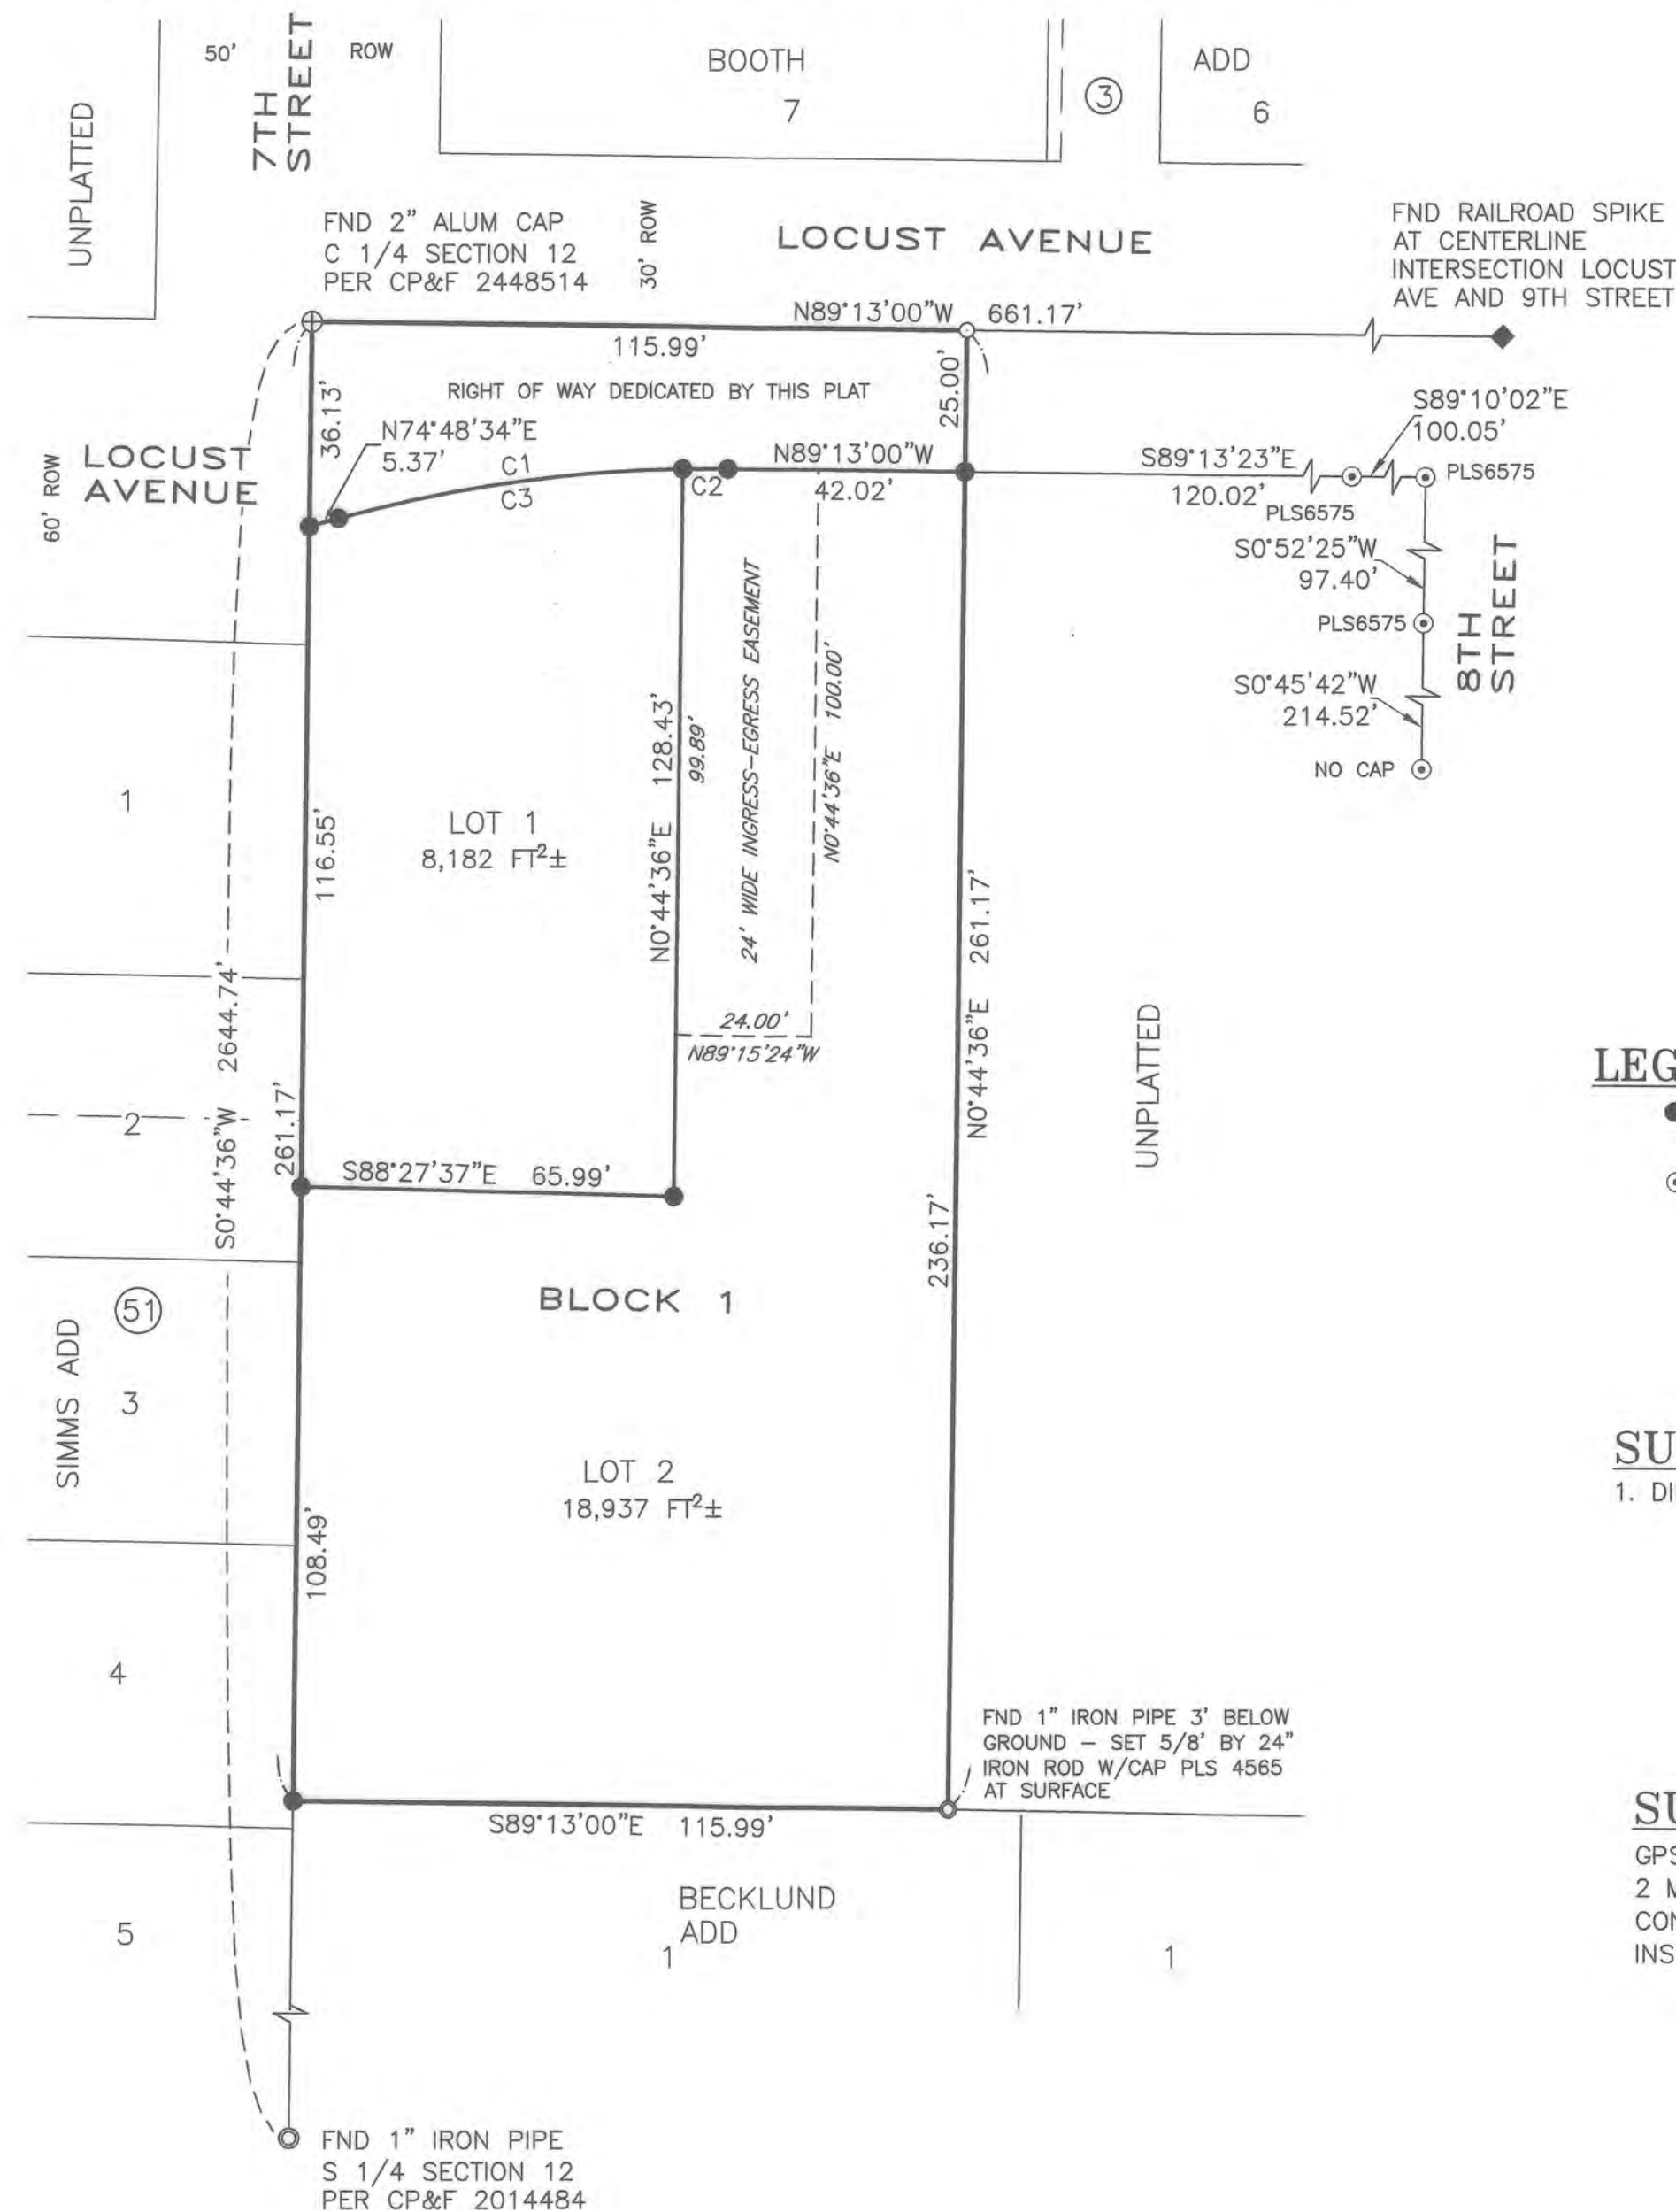 50' ROW
7TH
STREET
BOOTH
7
3
ADD
6
UNPLATTED
FND 2" ALUM CAP
C 1/4 SECTION 12
PER CP&F 2448514
30' ROW
LOCUST AVENUE
FND RAILROAD SPIKE
AT CENTERLINE
INTERSECTION LOCUST
AVE AND 9TH STREET
N89°13'00"W 661.17'
115.99'
RIGHT OF WAY DEDICATED BY THIS PLAT
36.13'
25.00'
S89°10'02"E
100.05'
60' ROW
LOCUST
AVENUE
N74°48'34"E
5.37'
C1
C3
C2
N89°13'00"W
42.02'
S89°13'23"E
120.02'
PLS6575
PLS6575
S0°52'25"W
97.40'
PLS6575
8TH
STREET
S0°45'42"W
214.52'
NO CAP
24' WIDE INGRESS-EGRESS EASEMENT
N0°44'36"E 100.00'
N0°44'36"E 128.43'
99.89'
1
116.55'
LOT 1
8,182 FT²±
24.00'
N89°15'24"W
N0°44'36"E 261.17'
UNPLATTED
LEG
S0°44'36"W 2644.74'
2
261.17'
S88°27'37"E 65.99'
236.17'
BLOCK 1
51
SIMMS ADD
3
SU
1. DI
LOT 2
18,937 FT²±
108.49'
4
FND 1" IRON PIPE 3' BELOW
GROUND - SET 5/8' BY 24"
IRON ROD W/CAP PLS 4565
AT SURFACE
S89°13'00"E 115.99'
SU
GPS
2 M
CON
INS
BECKLUND
ADD
1
1
5
FND 1" IRON PIPE
S 1/4 SECTION 12
PER CP&F 2014484